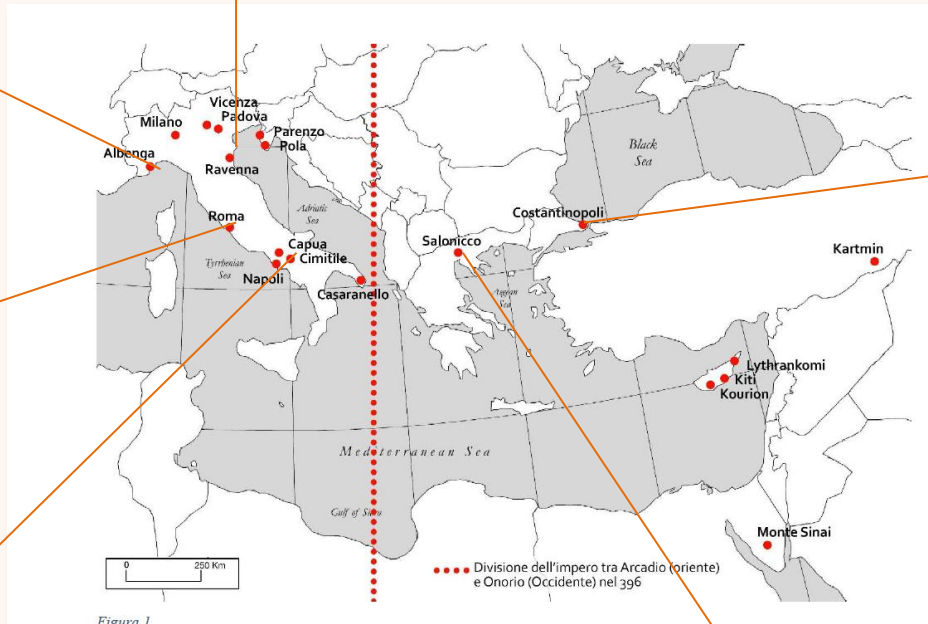 Vicenza
Padova
Milano
Parenzo
Pola
Albenga
Ravenna
Black
Sea
Roma
Adriatic
Sea
Costantinopoli
Salonicco
Capua
Cimitile
Kartmin
Tyrrhenian
Sea
Napoli
Casaranello
Aegean
Sea
Lythrankomi
Kiti
Kourion
Mediterranean Sea
Gulf of Sidra
Monte Sinai
0 250 Km
Divisione dell'impero tra Arcadio (oriente)
e Onorio (Occidente) nel 396
Figura 1